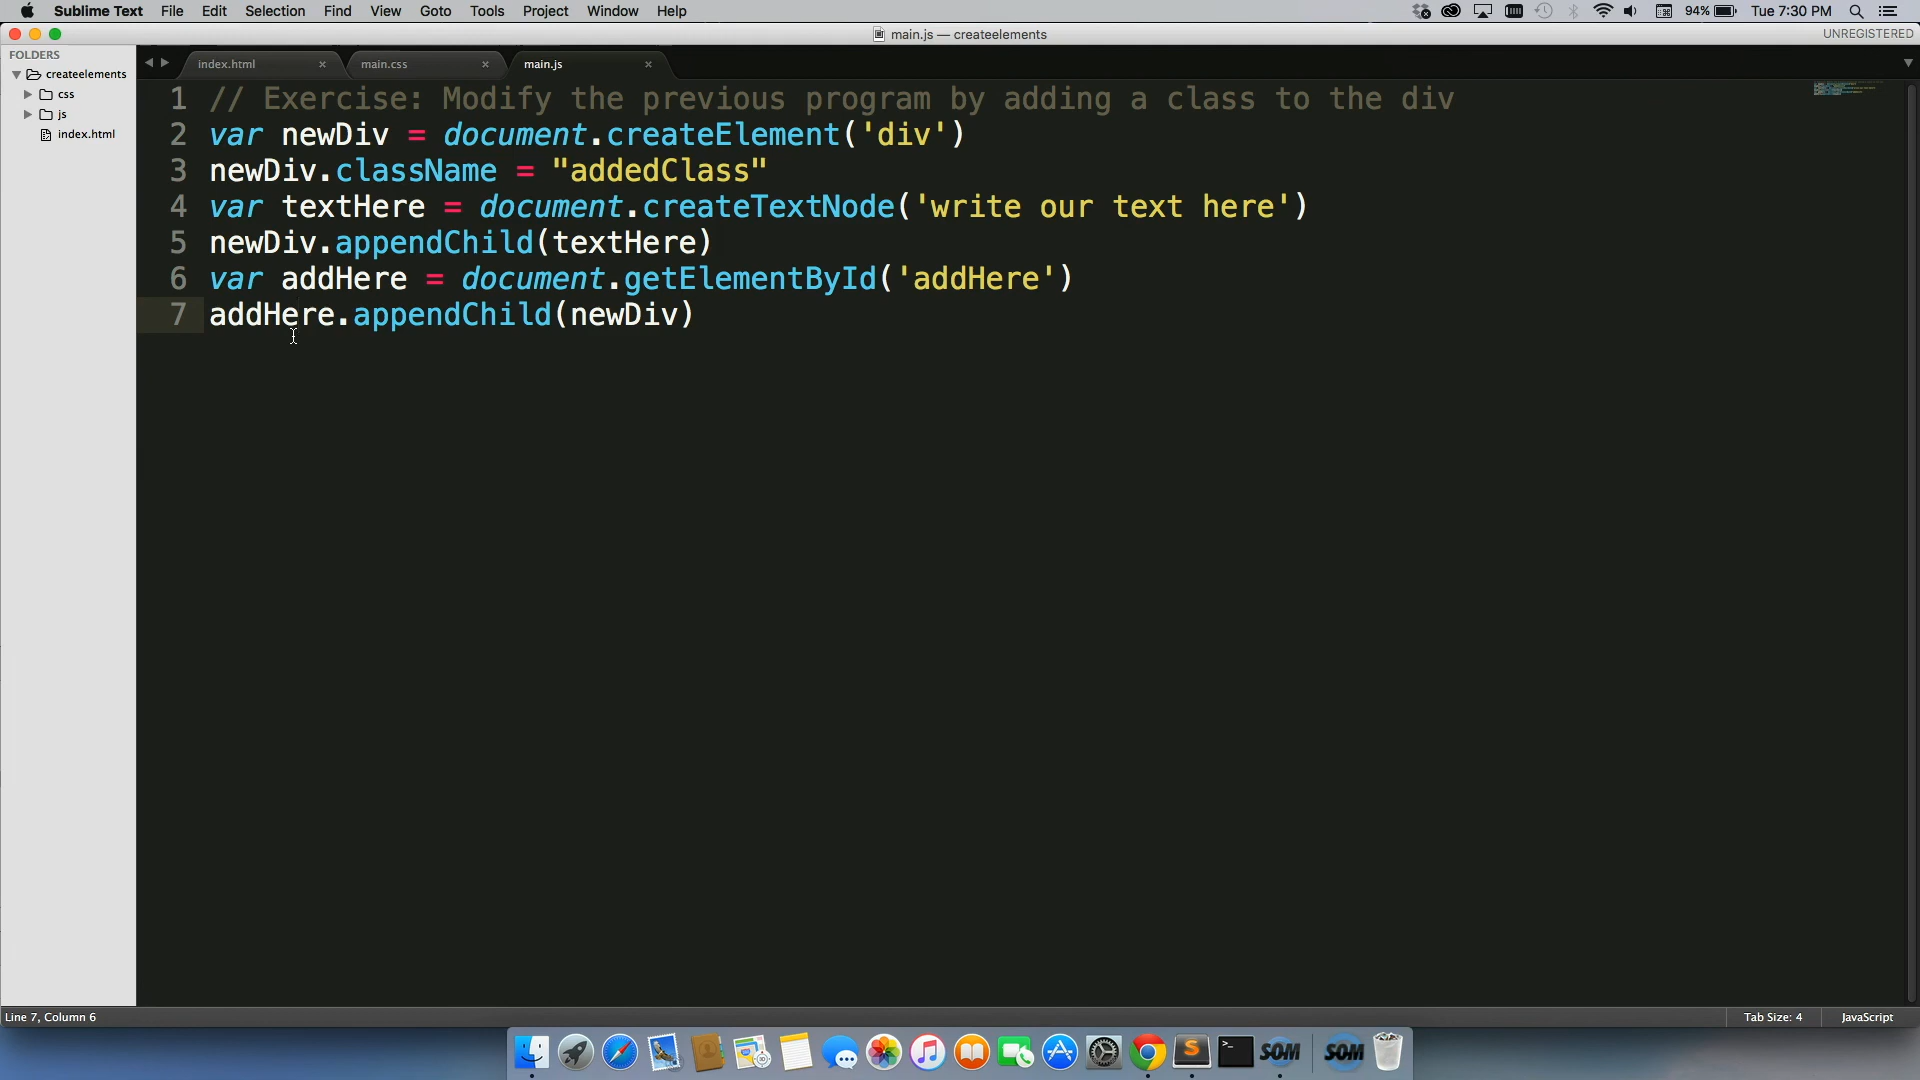 Sublime Text File Edit Selection Find View Goto Tools Project Window Help 94% Tue 7:30 PM
main.js — createelements UNREGISTERED
FOLDERS
createelements
css
js
index.html
index.html main.css main.js
1 // Exercise: Modify the previous program by adding a class to the div
2 var newDiv = document.createElement('div')
3 newDiv.className = "addedClass"
4 var textHere = document.createTextNode('write our text here')
5 newDiv.appendChild(textHere)
6 var addHere = document.getElementById('addHere')
7 addHere.appendChild(newDiv)
Line 7, Column 6 Tab Size: 4 JavaScript
SOM SOM